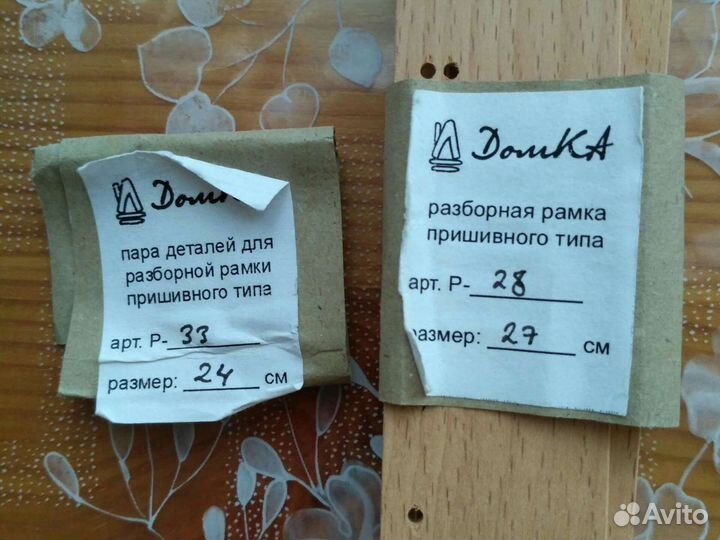 пара деталей для
разборной рамки
пришивного типа
арт. Р- 33
размер: 24 см
ДомКА
разборная рамка
пришивного типа
арт. Р- 28
размер: 27 см
Avito